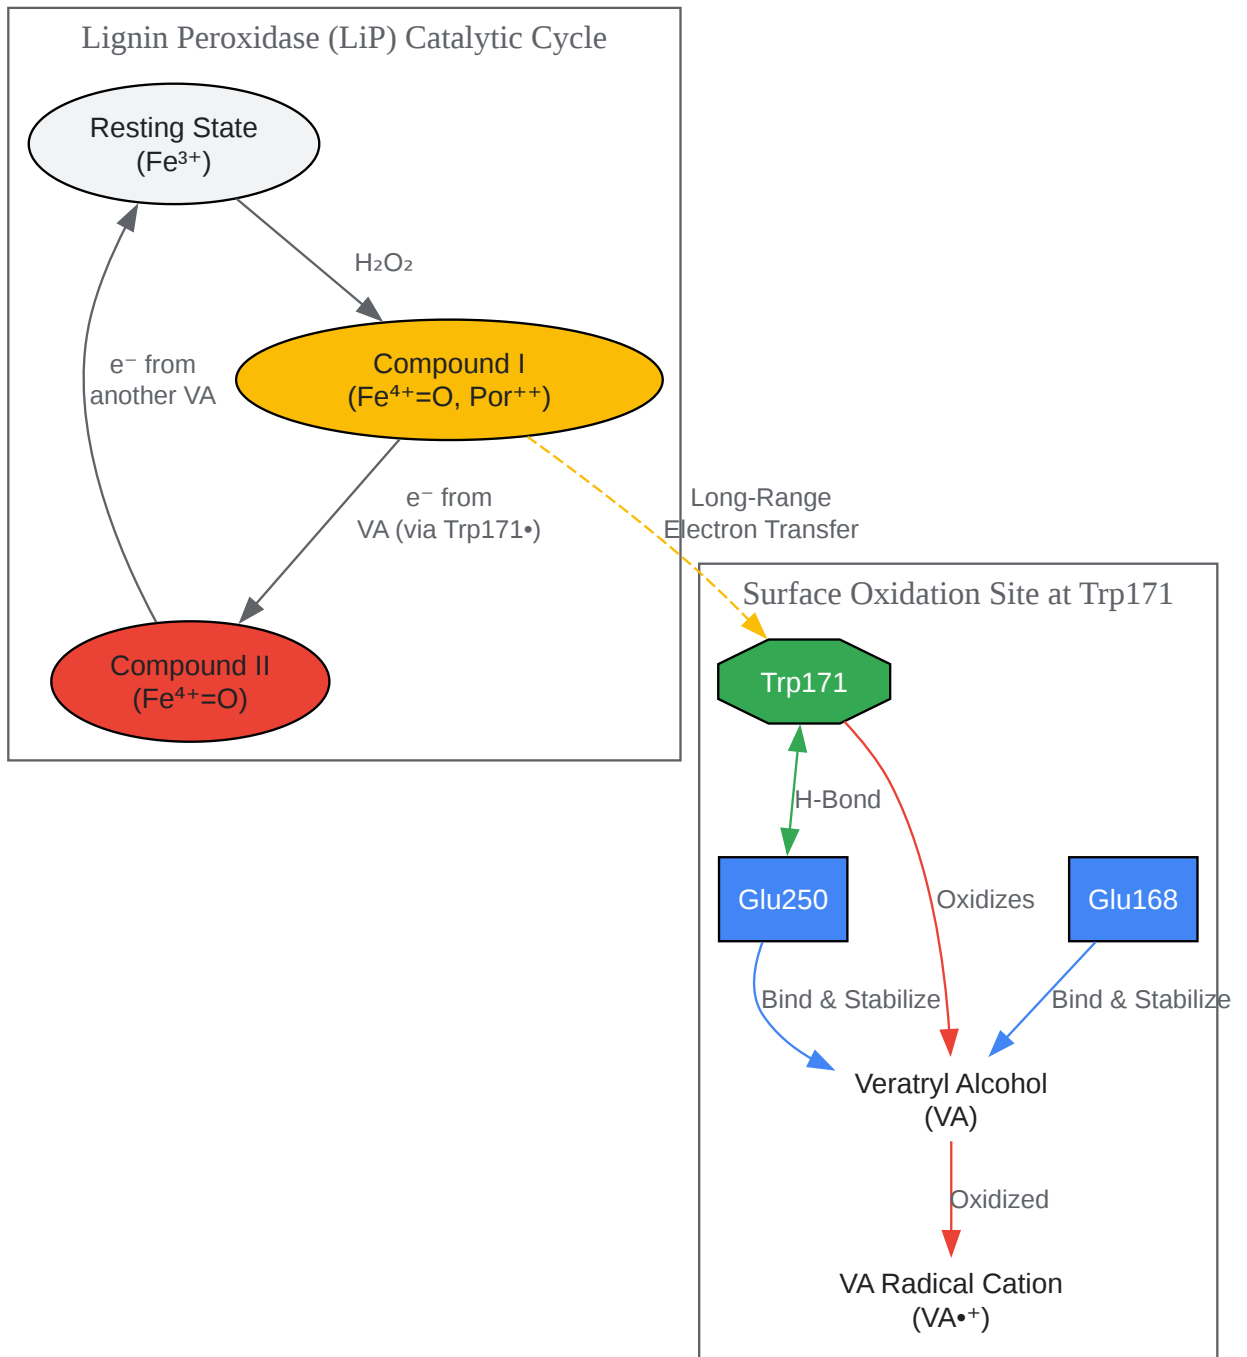 Lignin Peroxidase (LiP) Catalytic Cycle
Resting State
(Fe³⁺)
H₂O₂
Compound I
(Fe⁴⁺=O, Por⁺⁺)
e⁻ from
another VA
e⁻ from
VA (via Trp171•)
Long-Range
Electron Transfer
Compound II
(Fe⁴⁺=O)
Surface Oxidation Site at Trp171
Trp171
H-Bond
Glu250
Oxidizes
Glu168
Bind & Stabilize
Bind & Stabilize
Veratryl Alcohol
(VA)
Oxidized
VA Radical Cation
(VA•⁺)